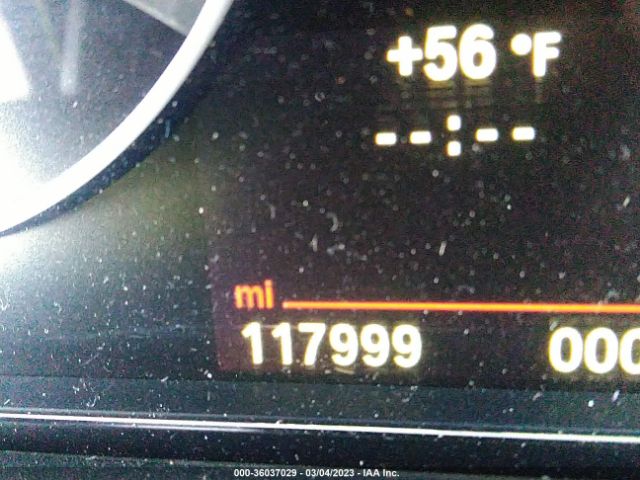 +56 °F
--:--
mi
117999 000
000-36037029 - 03/04/2023 - IAA Inc.